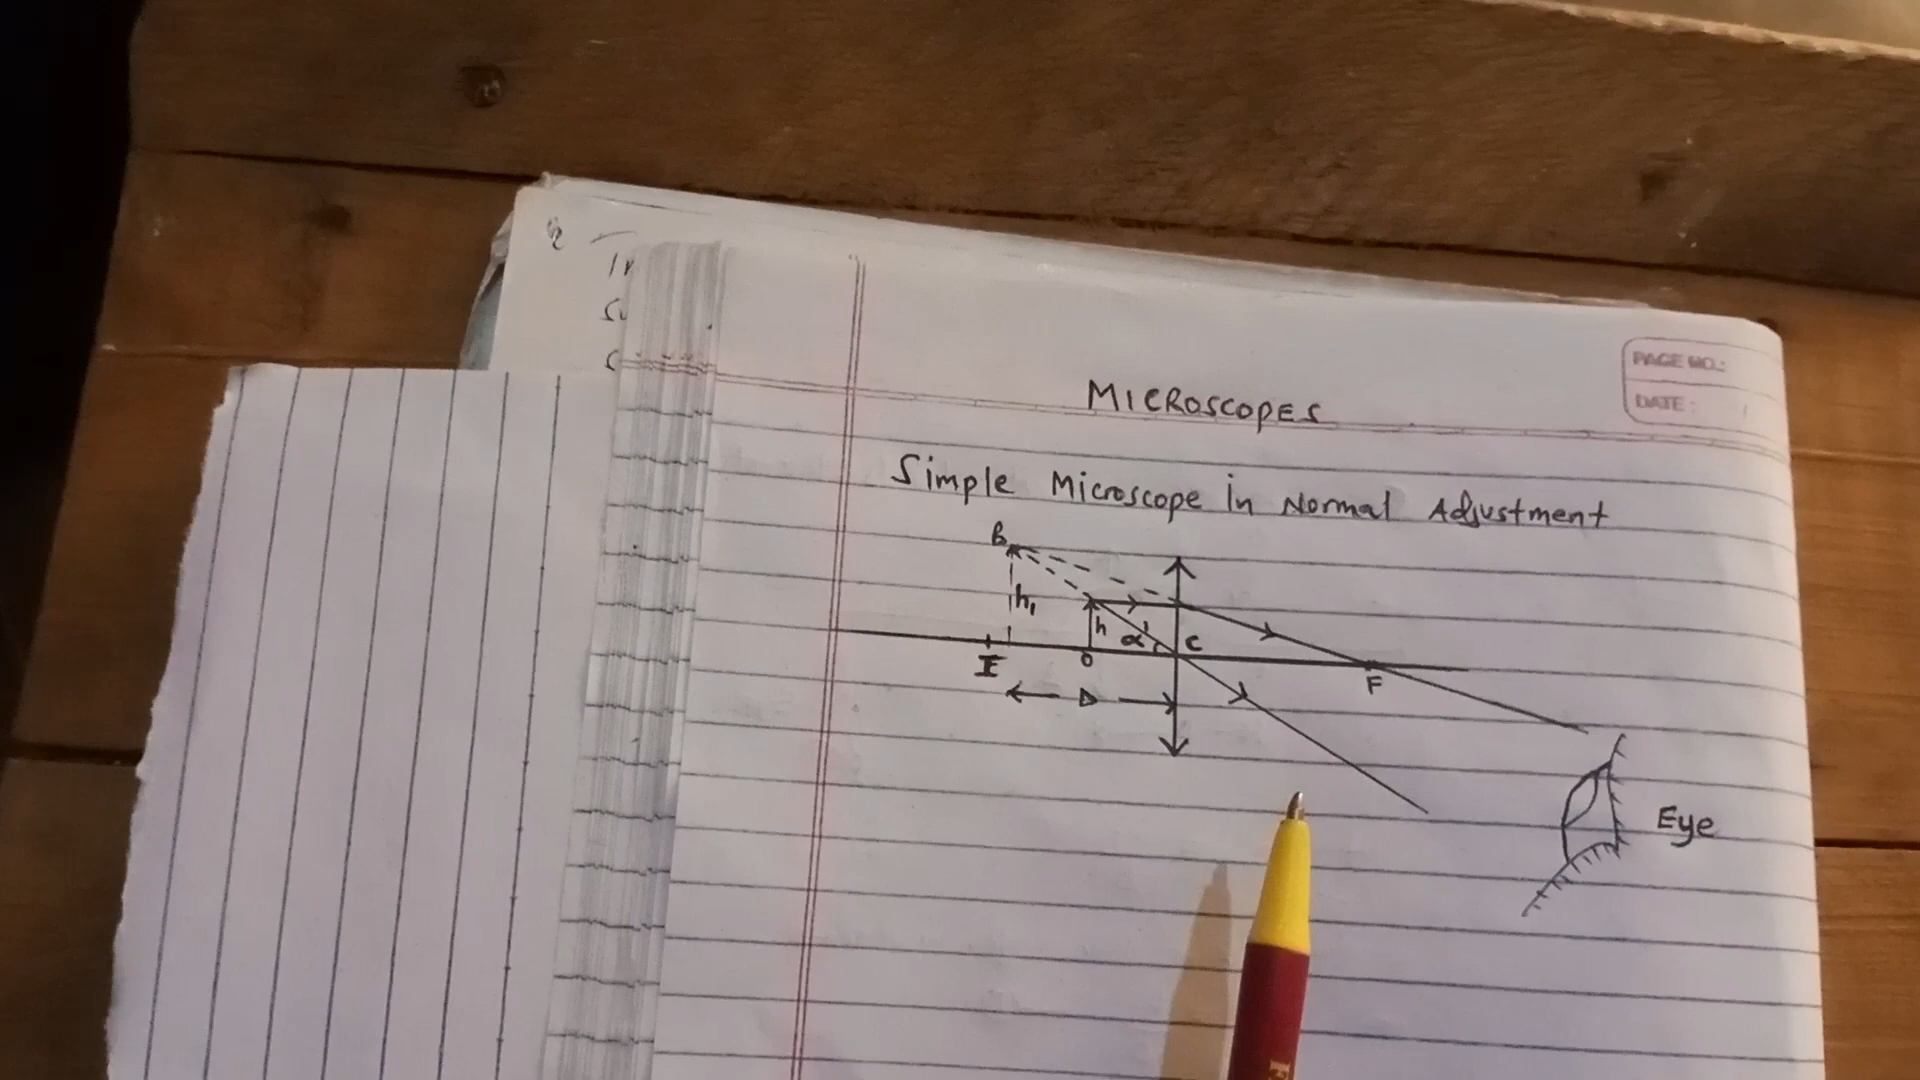 PAGE NO.:
DATE:
MICROSCOPES
Simple Microscope in Normal Adjustment
B
h₁
h
α'
C
I
O
F
D
Eye